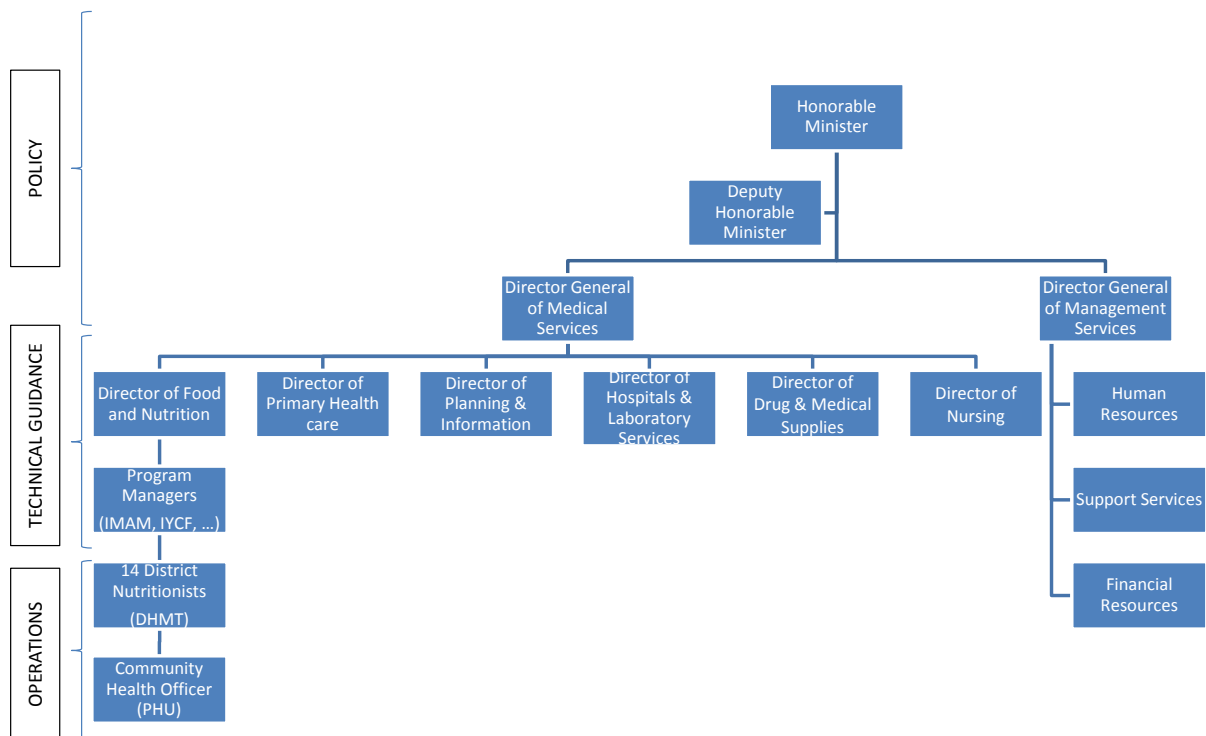 POLICY
Honorable
Minister
Deputy
Honorable
Minister
Director General
of Medical
Services
Director General
of Management
Services
TECHNICAL GUIDANCE
Director of Food
and Nutrition
Director of
Primary Health
care
Director of
Planning &
Information
Director of
Hospitals &
Laboratory
Services
Director of
Drug & Medical
Supplies
Director of
Nursing
Human
Resources
Program
Managers
(IMAM, IYCF, …)
Support Services
OPERATIONS
14 District
Nutritionists
(DHMT)
Financial
Resources
Community
Health Officer
(PHU)